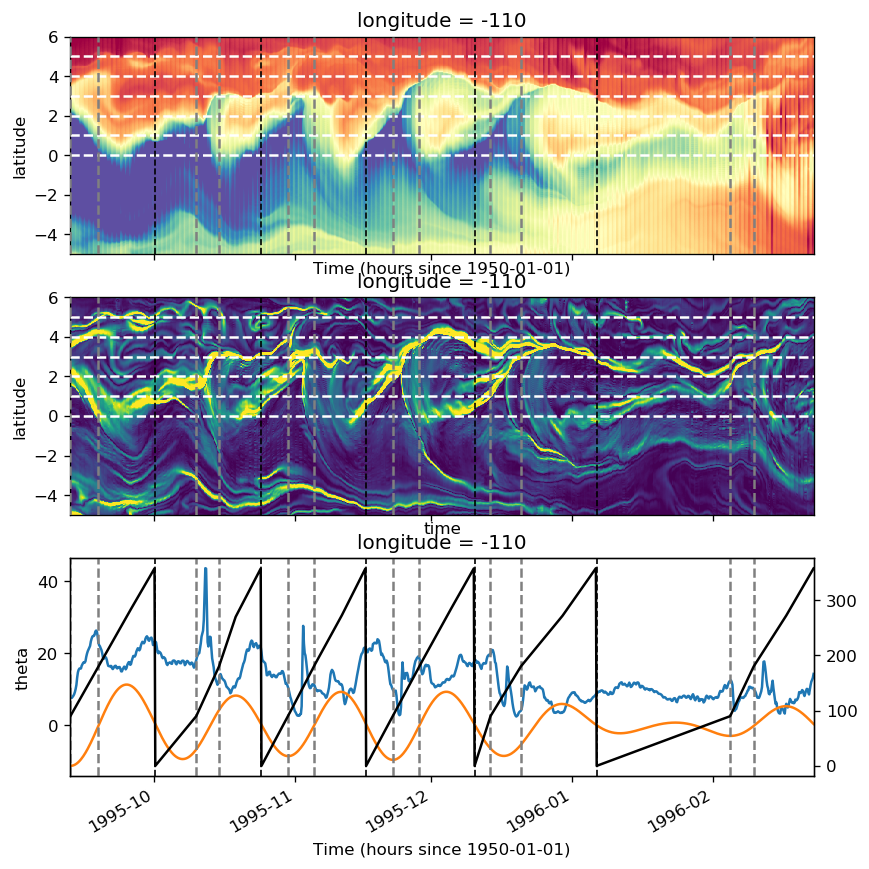 longitude = -110
6
4
2
0
−2
−4
latitude
Time (hours since 1950-01-01)
longitude = -110
6
4
2
0
−2
−4
latitude
time
longitude = -110
40
20
0
theta
300
200
100
0
1995-10
1995-11
1995-12
1996-01
1996-02
Time (hours since 1950-01-01)